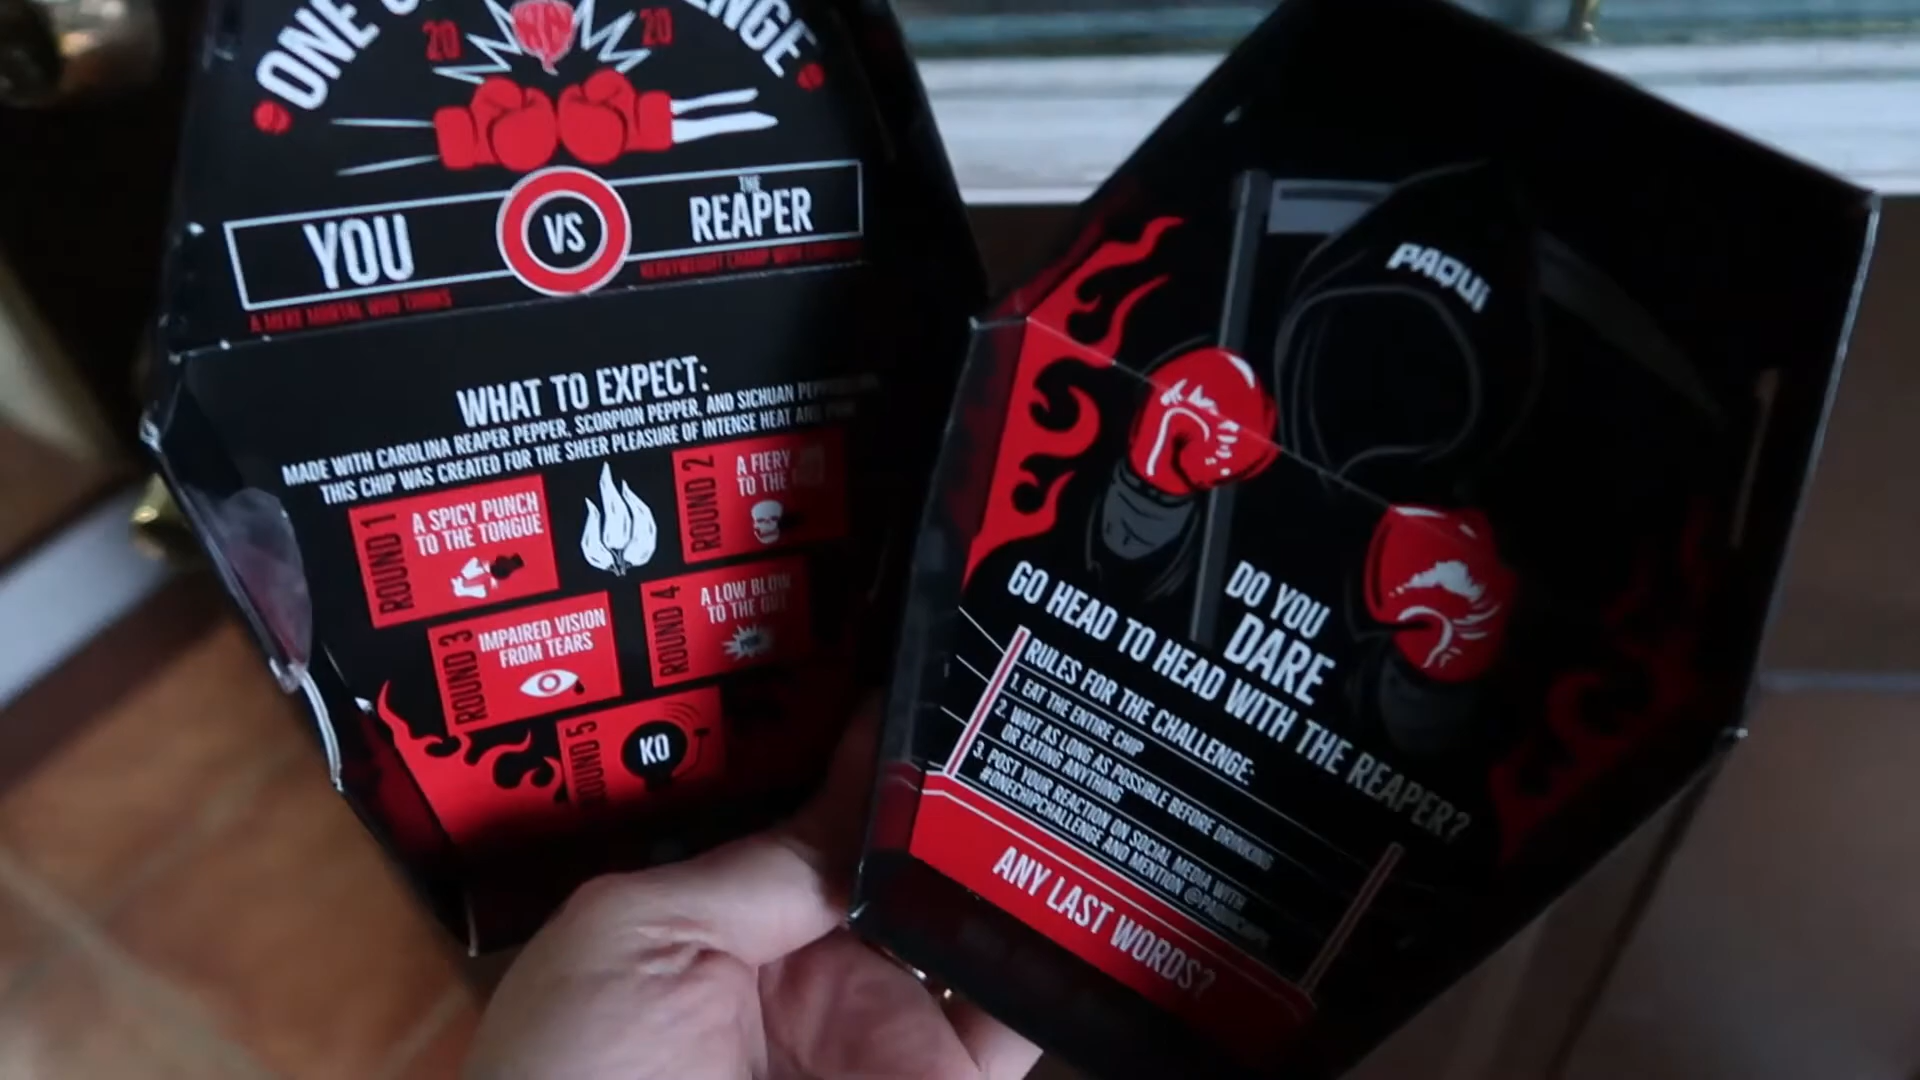 ONE
ENGE
20 20
YOU
VS
THE
REAPER
A MERE MORTAL WHO THINKS
HEAVYWEIGHT CHAMP WITH
WHAT TO EXPECT:
MADE WITH CAROLINA REAPER PEPPER, SCORPION PEPPER, AND SICHUAN
THIS CHIP WAS CREATED FOR THE SHEER PLEASURE OF INTENSE HEAT AND
ROUND 1
A SPICY PUNCH
TO THE TONGUE
ROUND 2
A FIERY
TO THE
ROUND 3
IMPAIRED VISION
FROM TEARS
ROUND 4
A LOW BLOW
TO THE GUT
ROUND 5
KO
PAQUI
DO YOU
DARE
GO HEAD TO HEAD WITH THE REAPER?
RULES FOR THE CHALLENGE:
1. EAT THE ENTIRE CHIP
2. WAIT AS LONG AS POSSIBLE BEFORE DRINKING
OR EATING ANYTHING
3. POST YOUR REACTION ON SOCIAL MEDIA WITH
#ONECHIPCHALLENGE AND MENTION @PAQUICHIPS
ANY LAST WORDS?